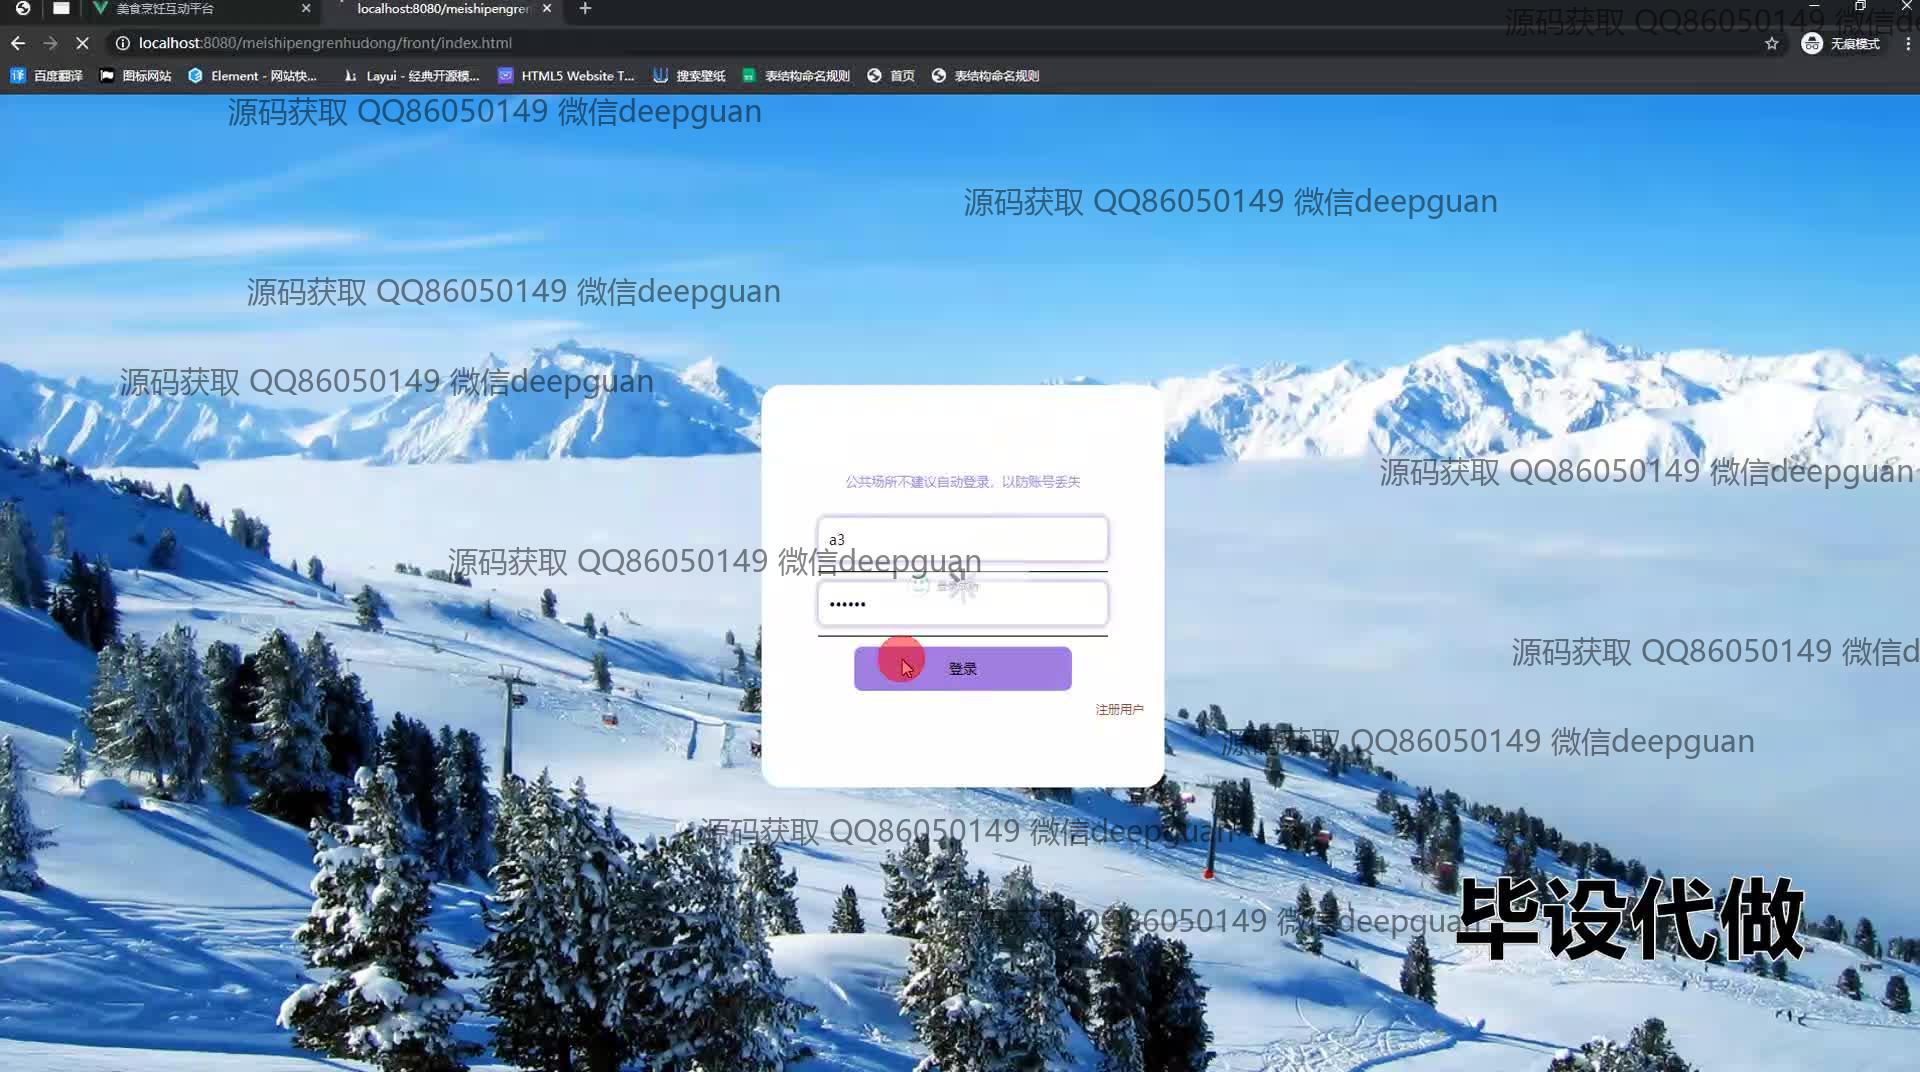 美食烹饪互动平台
localhost:8080/meishipengren
localhost:8080/meishipengrenhudong/front/index.html
无痕模式
百度翻译
图标网站
Element - 网站快...
Layui - 经典开源模...
HTML5 Website T...
搜索壁纸
表结构命名规则
首页
表结构命名规则
源码获取 QQ86050149 微信de
源码获取 QQ86050149 微信deepguan
源码获取 QQ86050149 微信deepguan
源码获取 QQ86050149 微信deepguan
源码获取 QQ86050149 微信deepguan
源码获取 QQ86050149 微信deepguan
公共场所不建议自动登录，以防账号丢失
a3
源码获取 QQ86050149 微信deepguan
••••••
登录
源码获取 QQ86050149 微信d
注册用户
源码获取 QQ86050149 微信deepguan
源码获取 QQ86050149 微信deepguan
源码获取 QQ86050149 微信deepguan
毕设代做